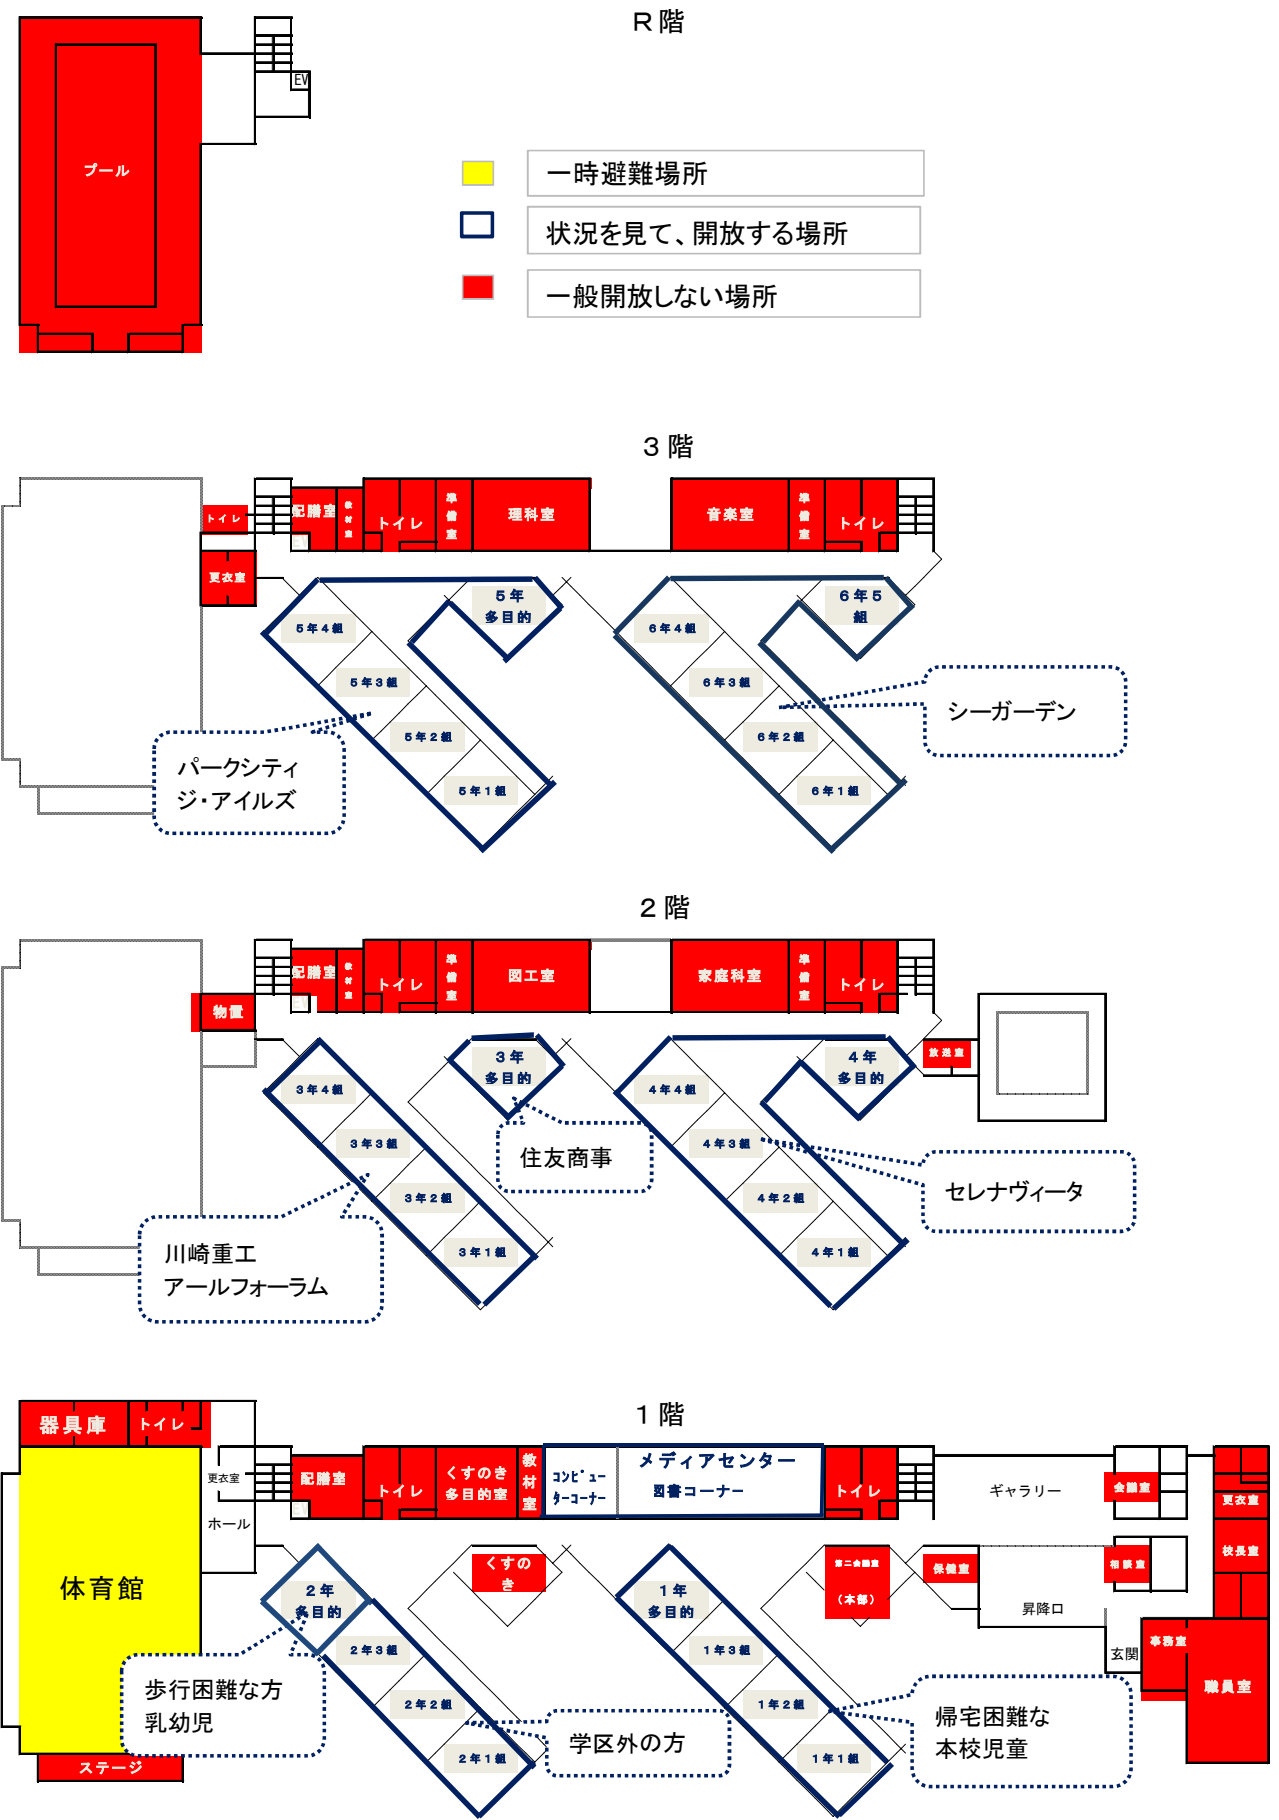 R階
EV
プール
一時避難場所
状況を見て、開放する場所
一般開放しない場所
3階
トイレ
配膳室
教材室
トイレ
準備室
理科室
音楽室
準備室
トイレ
更衣室
5年4組
5年3組
5年2組
5年1組
5年
多目的
6年4組
6年3組
6年2組
6年1組
6年5
組
パークシティ
ジ・アイルズ
シーガーデン
2階
物置
配膳室
教材室
トイレ
準備室
図工室
家庭科室
準備室
トイレ
放送室
3年4組
3年3組
3年2組
3年1組
3年
多目的
4年4組
4年3組
4年2組
4年1組
4年
多目的
住友商事
セレナヴィータ
川崎重工
アールフォーラム
1階
器具庫
トイレ
更衣室
ホール
配膳室
トイレ
くすのき
多目的室
教材室
コンピュー
ターコーナー
メディアセンター
図書コーナー
トイレ
ギャラリー
会議室
更衣室
校長室
体育館
ステージ
くすの
き
第二会議室
(本部)
保健室
相談室
昇降口
玄関
事務室
職員室
2年
多目的
2年3組
2年2組
2年1組
1年
多目的
1年3組
1年2組
1年1組
歩行困難な方
乳幼児
学区外の方
帰宅困難な
本校児童